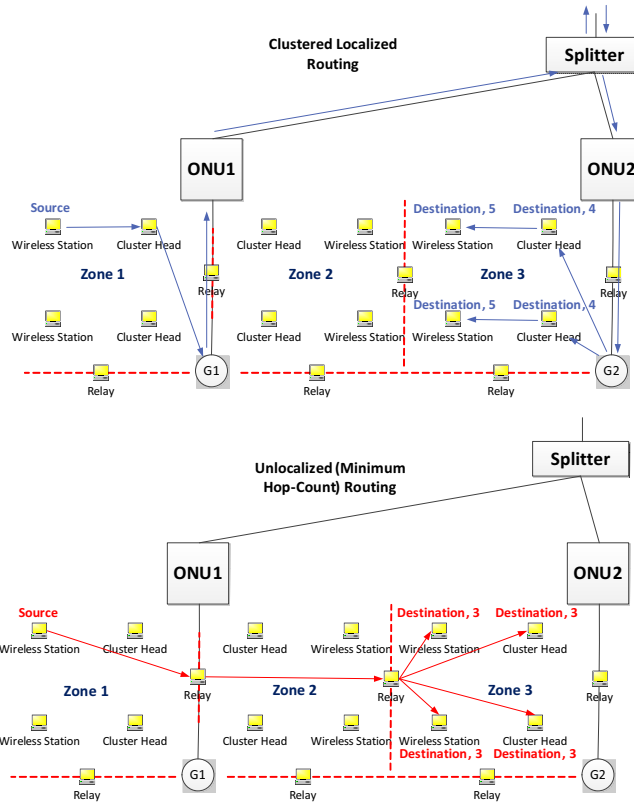 Clustered Localized
Routing
Splitter
ONU1
ONU2
Source
Destination, 5
Destination, 4
Wireless Station
Cluster Head
Cluster Head
Wireless Station
Wireless Station
Cluster Head
Zone 1
Zone 2
Zone 3
Relay
Relay
Relay
Destination, 5
Destination, 4
Wireless Station
Cluster Head
Cluster Head
Wireless Station
Wireless Station
Cluster Head
G1
G2
Relay
Relay
Relay
Unlocalized (Minimum
Hop-Count) Routing
Splitter
ONU1
ONU2
Source
Destination, 3
Destination, 3
Wireless Station
Cluster Head
Cluster Head
Wireless Station
Wireless Station
Cluster Head
Zone 1
Zone 2
Zone 3
Relay
Relay
Relay
Wireless Station
Cluster Head
Cluster Head
Wireless Station
Wireless Station
Cluster Head
Destination, 3
Destination, 3
G1
G2
Relay
Relay
Relay